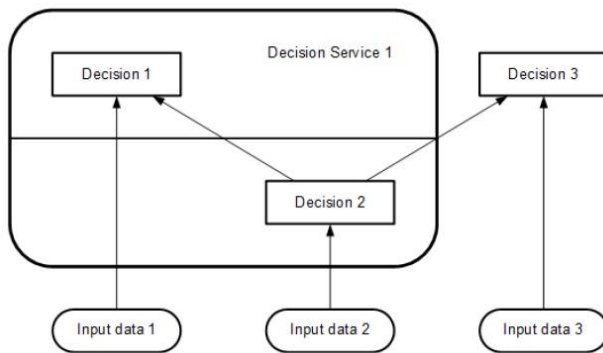 Decision Service 1
Decision 1
Decision 3
Decision 2
Input data 1
Input data 2
Input data 3